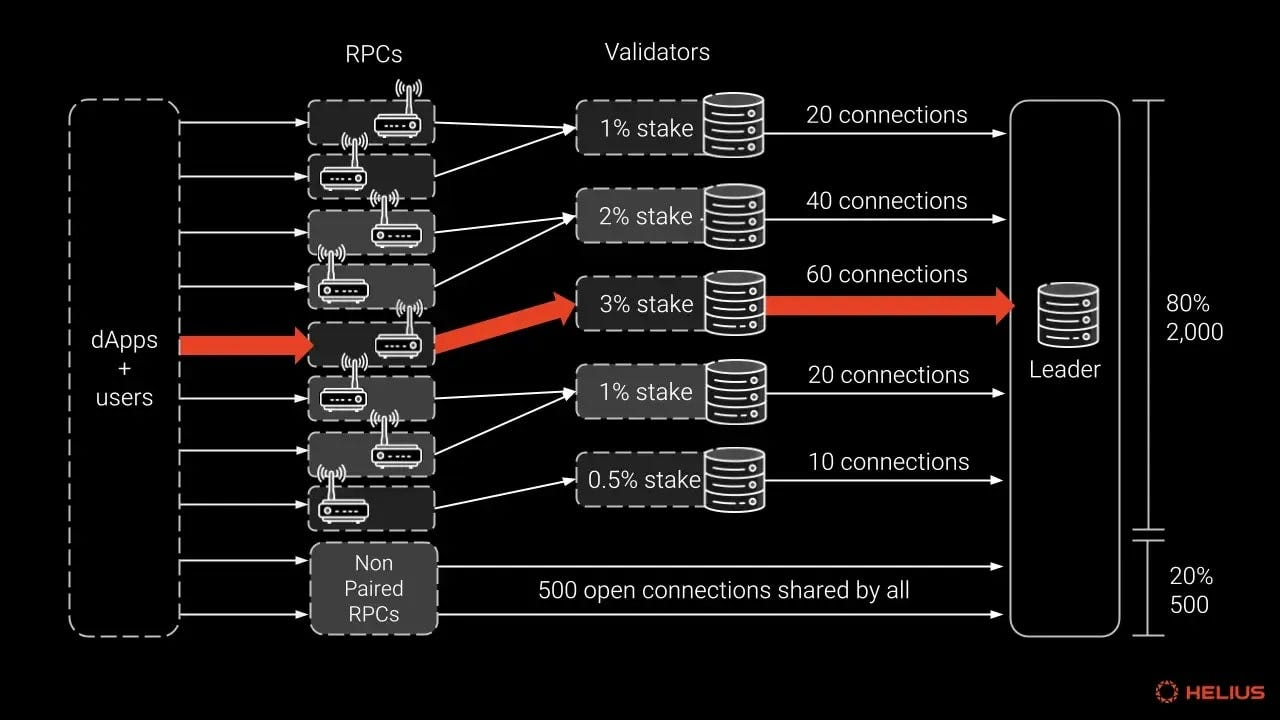 RPCs
Validators
dApps
+
users
1% stake
20 connections
2% stake
40 connections
3% stake
60 connections
1% stake
20 connections
0.5% stake
10 connections
Non
Paired
RPCs
500 open connections shared by all
Leader
80%
2,000
20%
500
HELIUS